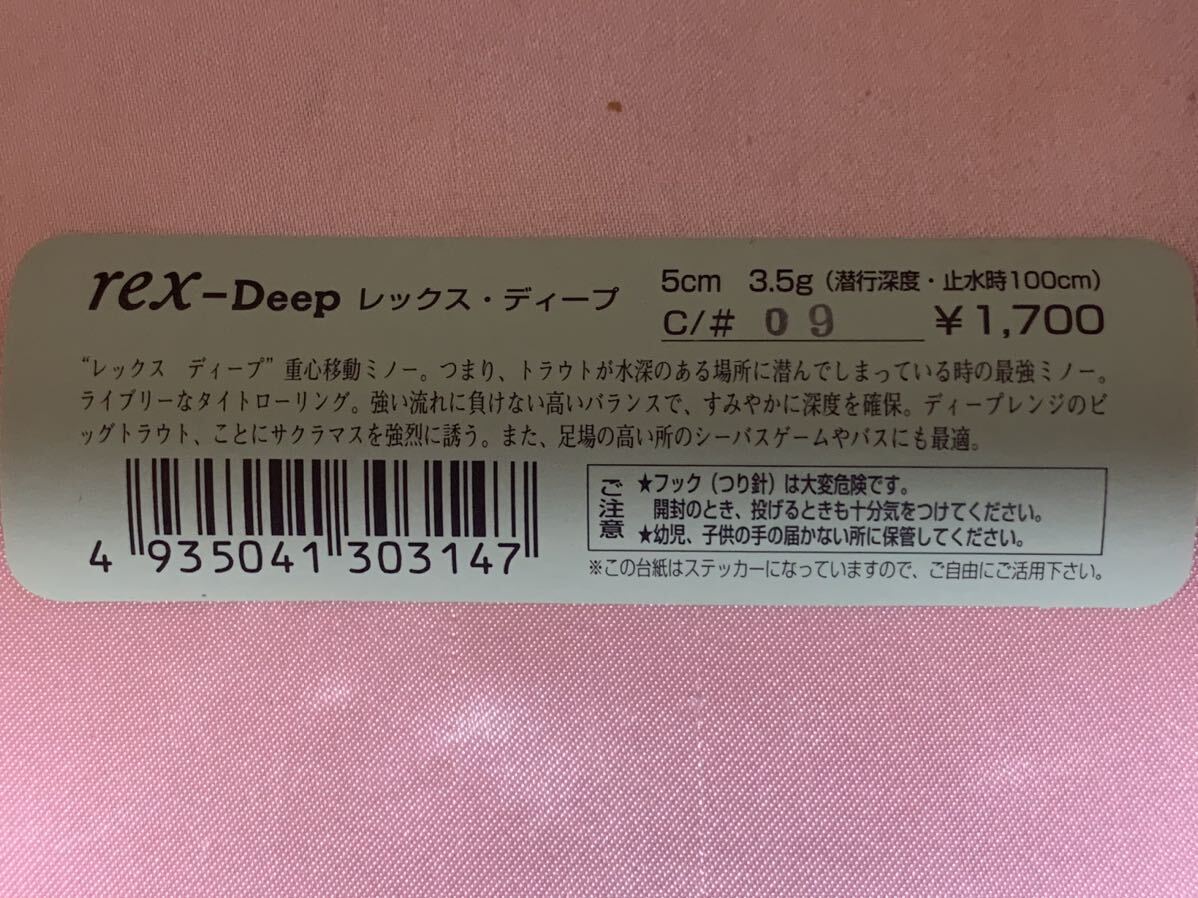 rex-Deep レックス・ディープ
5cm 3.5g（潜行深度・止水時100cm）
C/# 09 ¥1,700
“レックス ディープ”重心移動ミノー。つまり、トラウトが水深のある場所に潜んでしまっている時の最強ミノー。
ライブリーなタイトローリング。強い流れに負けない高いバランスで、すみやかに深度を確保。ディープレンジのビ
ッグトラウト、ことにサクラマスを強烈に誘う。また、足場の高い所のシーバスゲームやバスにも最適。
4 935041 303147
ご注意
★フック（つり針）は大変危険です。
開封のとき、投げるときも十分気をつけてください。
★幼児、子供の手の届かない所に保管してください。
※この台紙はステッカーになっていますので、ご自由にご活用下さい。